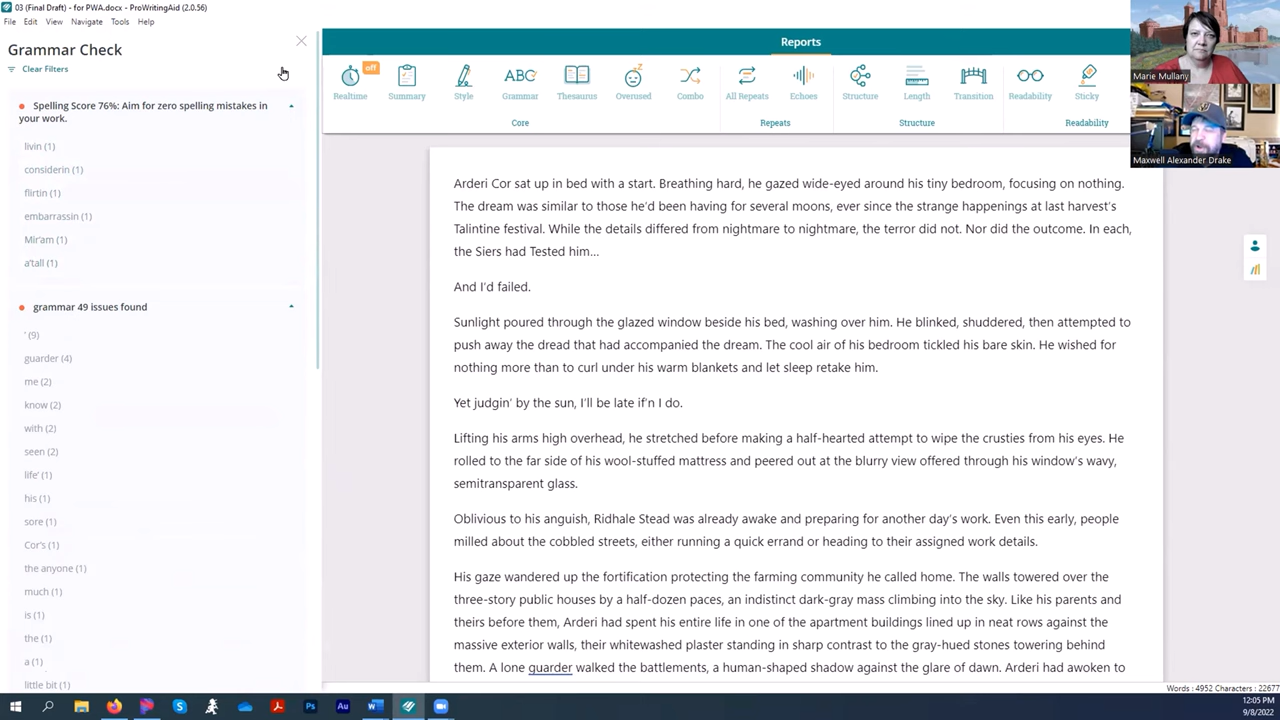 03 (Final Draft) - for PWA.docx - ProWritingAid (2.0.56)
File Edit View Navigate Tools Help
Grammar Check
Clear Filters
Spelling Score 76%: Aim for zero spelling mistakes in
your work.
livin (1)
considerin (1)
flirtin (1)
embarrassin (1)
Mir'am (1)
a'tall (1)
grammar 49 issues found
' (9)
guarder (4)
me (2)
know (2)
with (2)
seen (2)
life' (1)
his (1)
sore (1)
Cor's (1)
the anyone (1)
much (1)
is (1)
the (1)
a (1)
little bit (1)
Reports
off
ABC
Realtime Summary Style Grammar Thesaurus Overused Combo All Repeats Echoes Structure Length Transition Readability Sticky
Core Repeats Structure Readability
Arderi Cor sat up in bed with a start. Breathing hard, he gazed wide-eyed around his tiny bedroom, focusing on nothing.
The dream was similar to those he'd been having for several moons, ever since the strange happenings at last harvest's
Talintine festival. While the details differed from nightmare to nightmare, the terror did not. Nor did the outcome. In each,
the Siers had Tested him...
And I'd failed.
Sunlight poured through the glazed window beside his bed, washing over him. He blinked, shuddered, then attempted to
push away the dread that had accompanied the dream. The cool air of his bedroom tickled his bare skin. He wished for
nothing more than to curl under his warm blankets and let sleep retake him.
Yet judgin' by the sun, I'll be late if'n I do.
Lifting his arms high overhead, he stretched before making a half-hearted attempt to wipe the crusties from his eyes. He
rolled to the far side of his wool-stuffed mattress and peered out at the blurry view offered through his window's wavy,
semitransparent glass.
Oblivious to his anguish, Ridhale Stead was already awake and preparing for another day's work. Even this early, people
milled about the cobbled streets, either running a quick errand or heading to their assigned work details.
His gaze wandered up the fortification protecting the farming community he called home. The walls towered over the
three-story public houses by a half-dozen paces, an indistinct dark-gray mass climbing into the sky. Like his parents and
theirs before them, Arderi had spent his entire life in one of the apartment buildings lined up in neat rows against the
massive exterior walls, their whitewashed plaster standing in sharp contrast to the gray-hued stones towering behind
them. A lone guarder walked the battlements, a human-shaped shadow against the glare of dawn. Arderi had awoken to
Marie Mullany
Maxwell Alexander Drake
Words : 4952 Characters : 22677
Ps Au
12:05 PM
9/8/2022